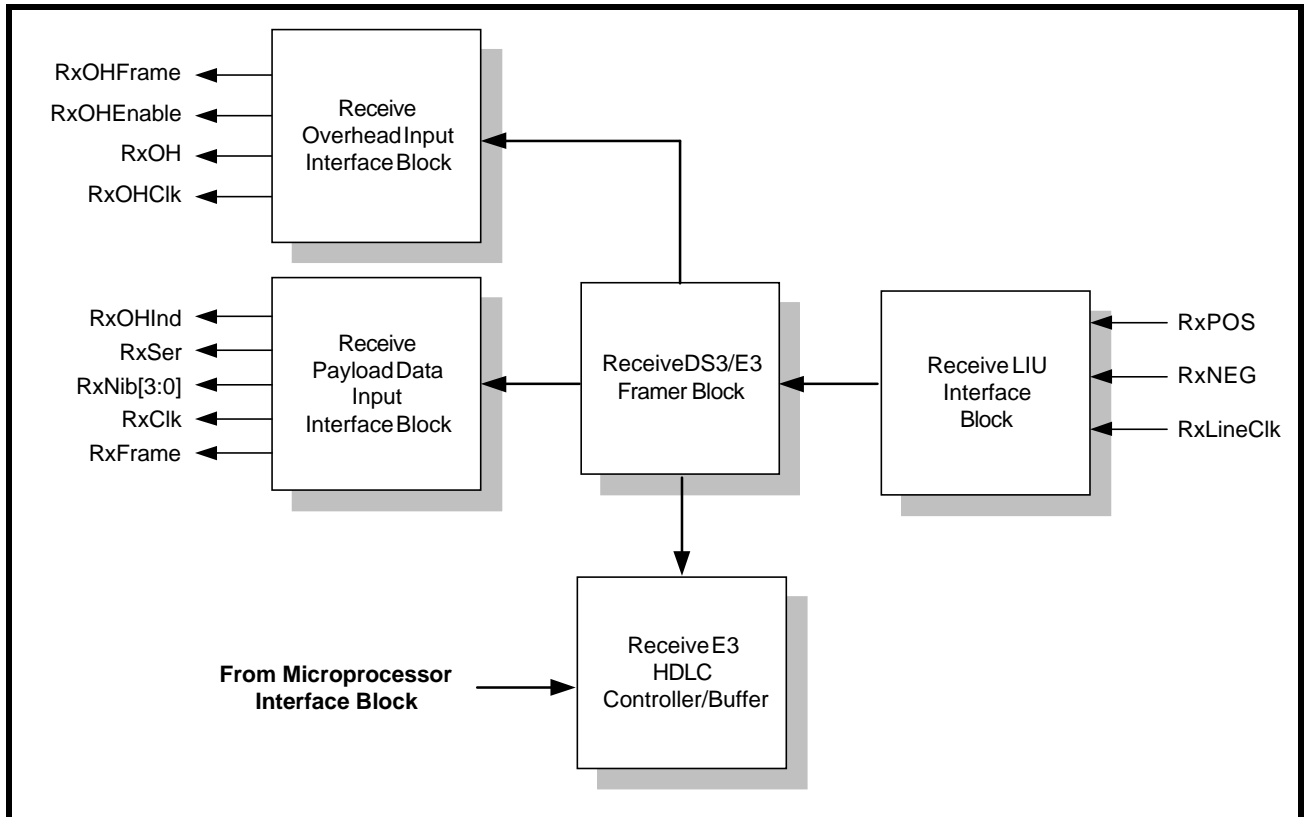 RxOHFrame
RxOHEnable
RxOH
RxOHClk
Receive
Overhead Input
Interface Block
RxOHInd
RxSer
RxNib[3:0]
RxClk
RxFrame
Receive
Payload Data
Input
Interface Block
Receive DS3/E3
Framer Block
Receive LIU
Interface
Block
RxPOS
RxNEG
RxLineClk
From Microprocessor
Interface Block
Receive E3
HDLC
Controller/Buffer